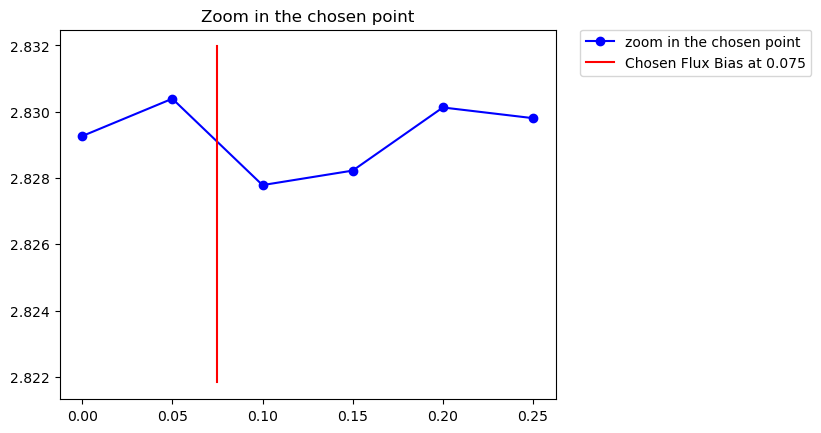 Zoom in the chosen point
zoom in the chosen point
Chosen Flux Bias at 0.075
2.832
2.830
2.828
2.826
2.824
2.822
0.00 0.05 0.10 0.15 0.20 0.25